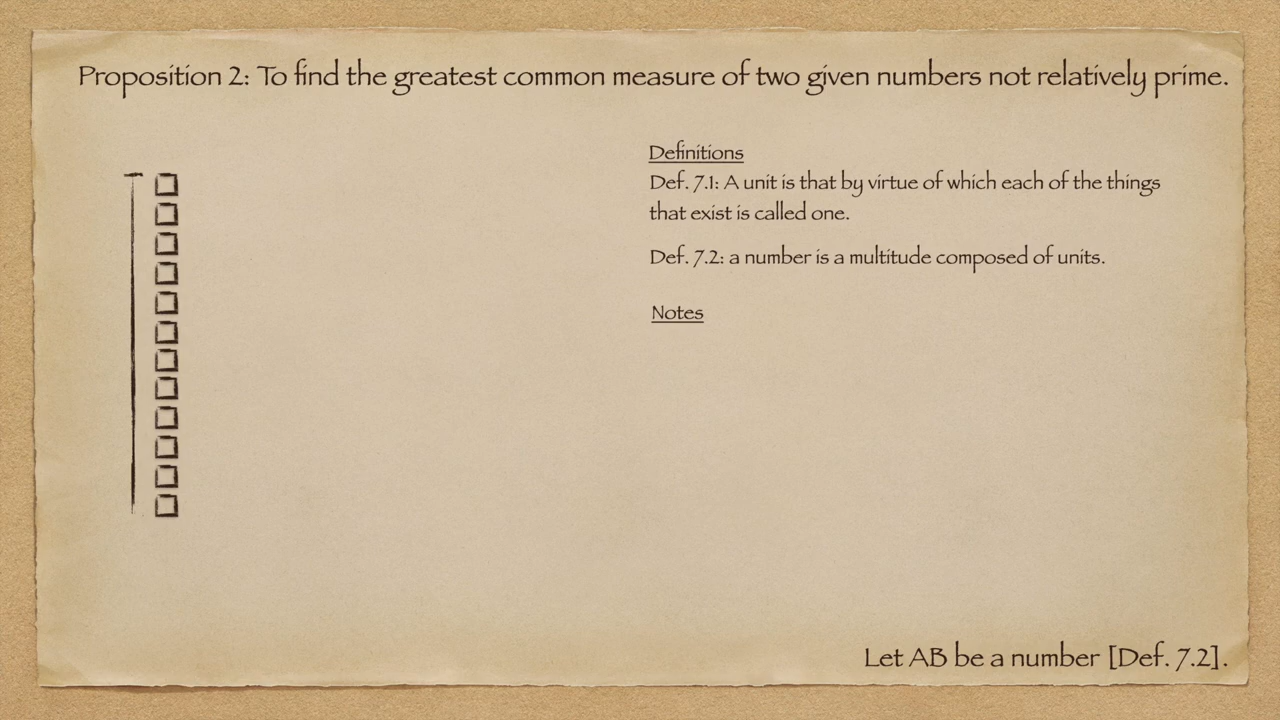 Proposition 2: To find the greatest common measure of two given numbers not relatively prime.
Definitions
Def. 7.1: A unit is that by virtue of which each of the things
that exist is called one.
Def. 7.2: a number is a multitude composed of units.
Notes
Let AB be a number [Def. 7.2].